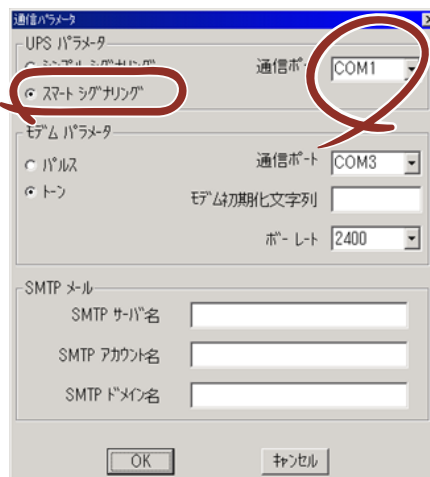 通信パラメータ
UPS パラメータ
シンプル シグナリング
通信ポート COM1
スマート シグナリング
モデム パラメータ
パルス
通信ポート COM3
トーン
モデム初期化文字列
ボー レート 2400
SMTP メール
SMTP サーバ名
SMTP アカウント名
SMTP ドメイン名
OK キャンセル